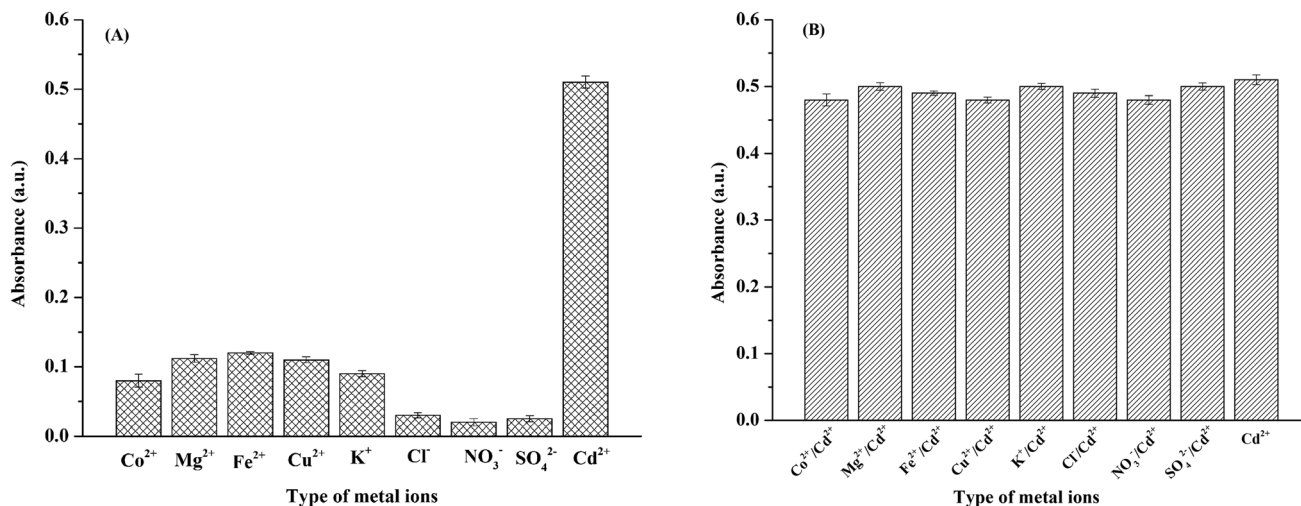 (A)
0.6
0.5
0.4
0.3
0.2
0.1
0.0
Absorbance (a.u.)
Co²⁺ Mg²⁺ Fe²⁺ Cu²⁺ K⁺ Cl⁻ NO₃⁻ SO₄²⁻ Cd²⁺
Type of metal ions
(B)
0.6
0.5
0.4
0.3
0.2
0.1
0.0
Absorbance (a.u.)
Co²⁺/Cd²⁺ Mg²⁺/Cd²⁺ Fe²⁺/Cd²⁺ Cu²⁺/Cd²⁺ K⁺/Cd²⁺ Cl⁻/Cd²⁺ NO₃⁻/Cd²⁺ SO₄²⁻/Cd²⁺ Cd²⁺
Type of metal ions